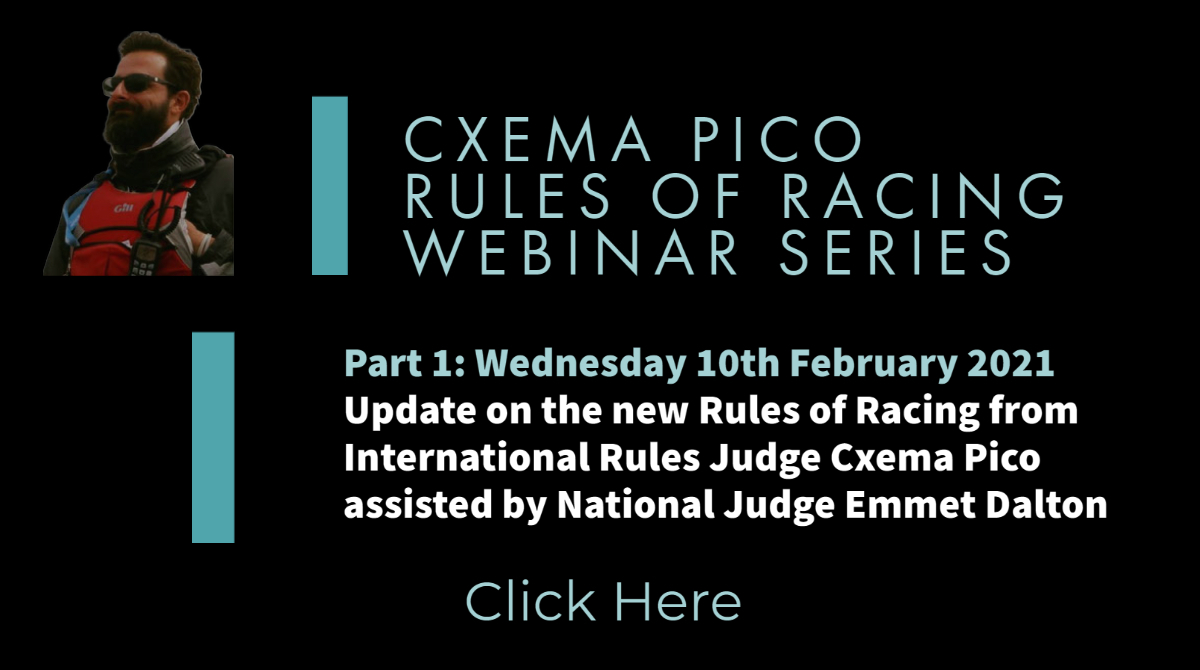 CXEMA PICO
RULES OF RACING
WEBINAR SERIES
Gill
Part 1: Wednesday 10th February 2021
Update on the new Rules of Racing from
International Rules Judge Cxema Pico
assisted by National Judge Emmet Dalton
Click Here